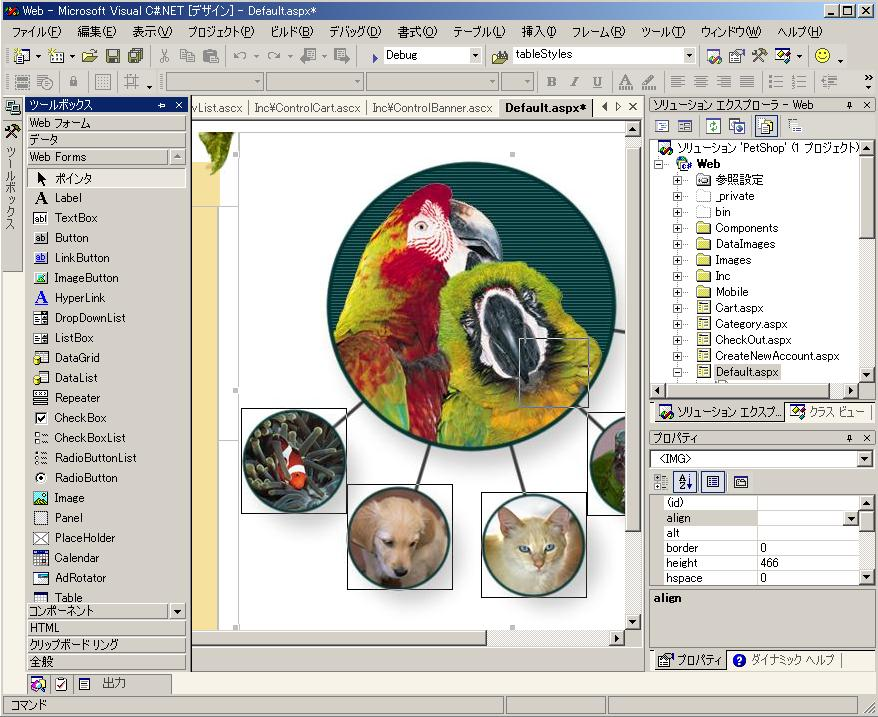 Web - Microsoft Visual C#.NET [デザイン] - Default.aspx*
ファイル(F) 編集(E) 表示(V) プロジェクト(P) ビルド(B) デバッグ(D) 書式(O) テーブル(L) 挿入(I) フレーム(R) ツール(T) ウィンドウ(W) ヘルプ(H)
Debug tableStyles
B I U A
ツールボックス
ツールボックス
Web フォーム
データ
Web Forms
ポインタ
A Label
TextBox
Button
LinkButton
ImageButton
A HyperLink
DropDownList
ListBox
DataGrid
DataList
Repeater
CheckBox
CheckBoxList
RadioButtonList
RadioButton
Image
Panel
PlaceHolder
Calendar
AdRotator
Table
コンポーネント
HTML
クリップボード リング
全般
出力
コマンド
List.ascx Inc¥ControlCart.ascx Inc¥ControlBanner.ascx Default.aspx*
ソリューション エクスプローラ - Web
ソリューション 'PetShop' (1 プロジェクト)
Web
参照設定
_private
bin
Components
DataImages
Images
Inc
Mobile
Cart.aspx
Category.aspx
CheckOut.aspx
CreateNewAccount.aspx
Default.aspx
ソリューション エクスプ... クラス ビュー
プロパティ
<IMG>
(id)
align
alt
border 0
height 466
hspace 0
align
プロパティ ダイナミック ヘルプ